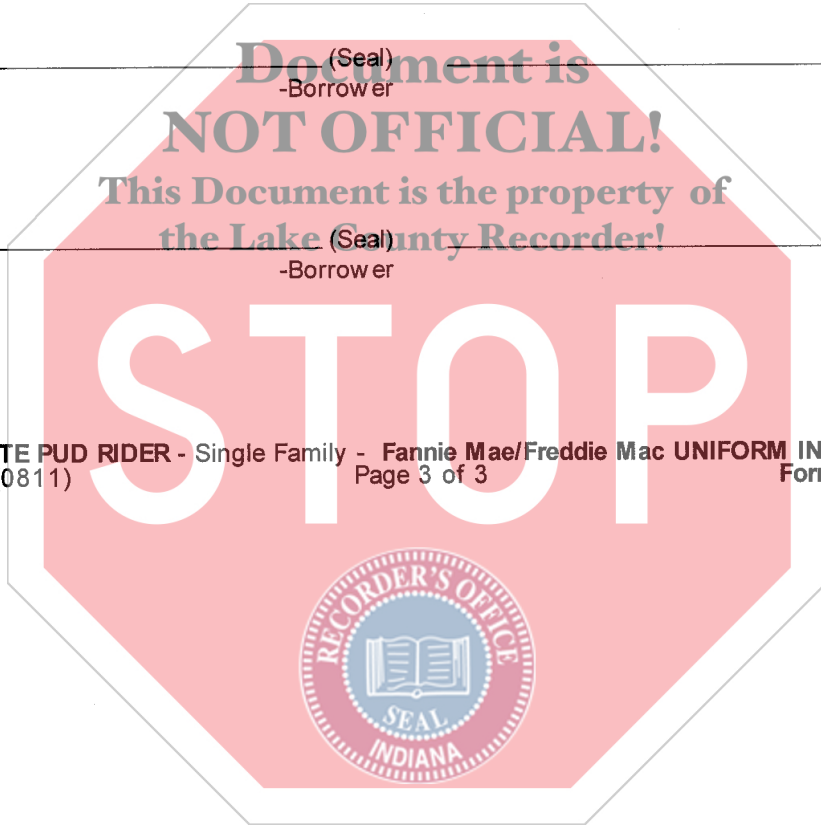 Document is
(Seal)
-Borrower
NOT OFFICIAL!
This Document is the property of
the Lake County Recorder!
(Seal)
-Borrower
STOP
TE PUD RIDER - Single Family - Fannie Mae/Freddie Mac UNIFORM IN
0811) Page 3 of 3 For
RECORDER'S OFFICE
SEAL
INDIANA